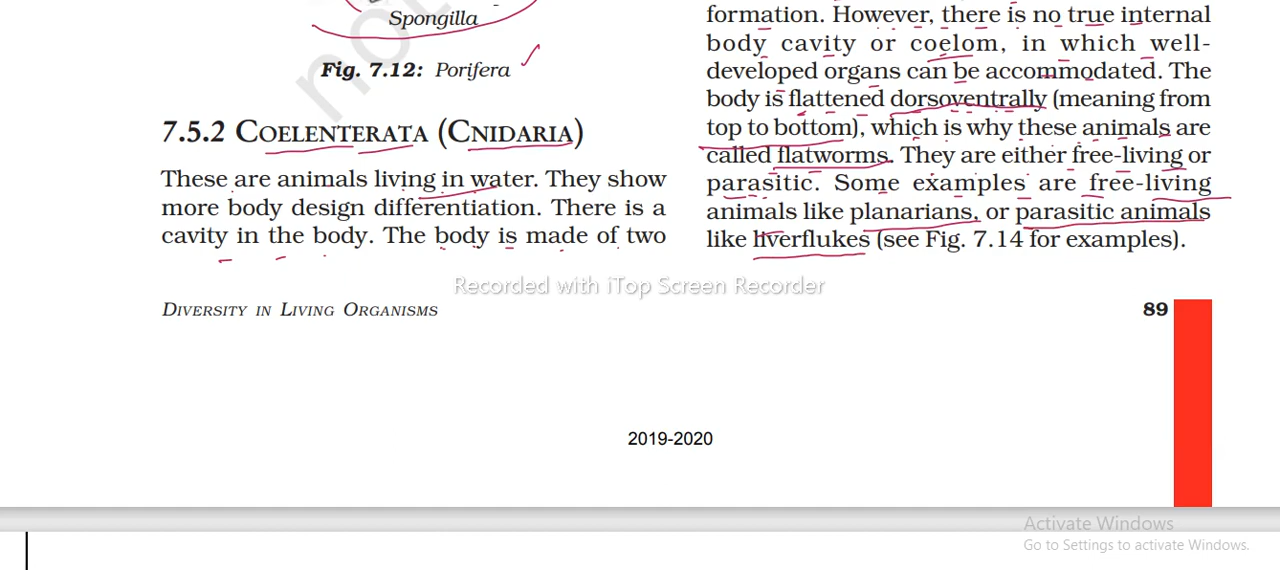 Spongilla
Fig. 7.12: Porifera
7.5.2 COELENTERATA (CNIDARIA)
These are animals living in water. They show
more body design differentiation. There is a
cavity in the body. The body is made of two
formation. However, there is no true internal
body cavity or coelom, in which well-
developed organs can be accommodated. The
body is flattened dorsoventrally (meaning from
top to bottom), which is why these animals are
called flatworms. They are either free-living or
parasitic. Some examples are free-living
animals like planarians, or parasitic animals
like liverflukes (see Fig. 7.14 for examples).
Recorded with iTop Screen Recorder
DIVERSITY IN LIVING ORGANISMS
89
2019-2020
Activate Windows
Go to Settings to activate Windows.
not